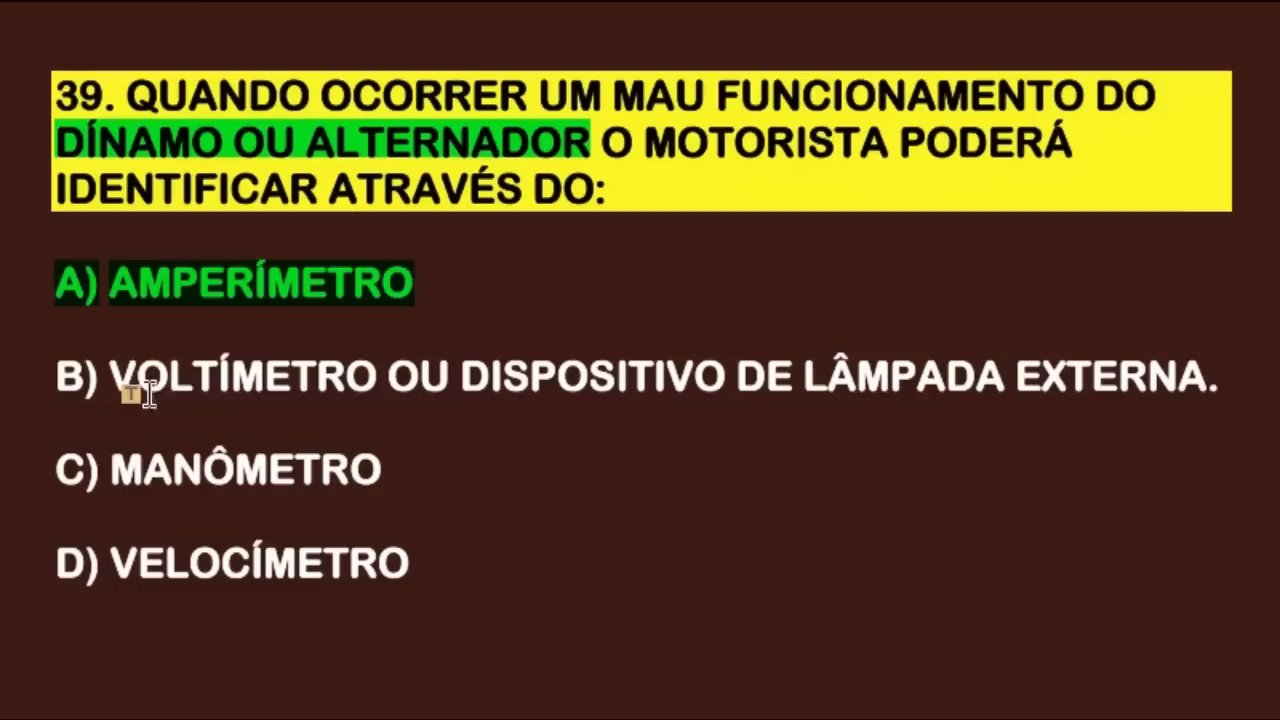 39. QUANDO OCORRER UM MAU FUNCIONAMENTO DO
DÍNAMO OU ALTERNADOR O MOTORISTA PODERÁ
IDENTIFICAR ATRAVÉS DO:
A) AMPERÍMETRO
B) VOLTÍMETRO OU DISPOSITIVO DE LÂMPADA EXTERNA.
C) MANÔMETRO
D) VELOCÍMETRO